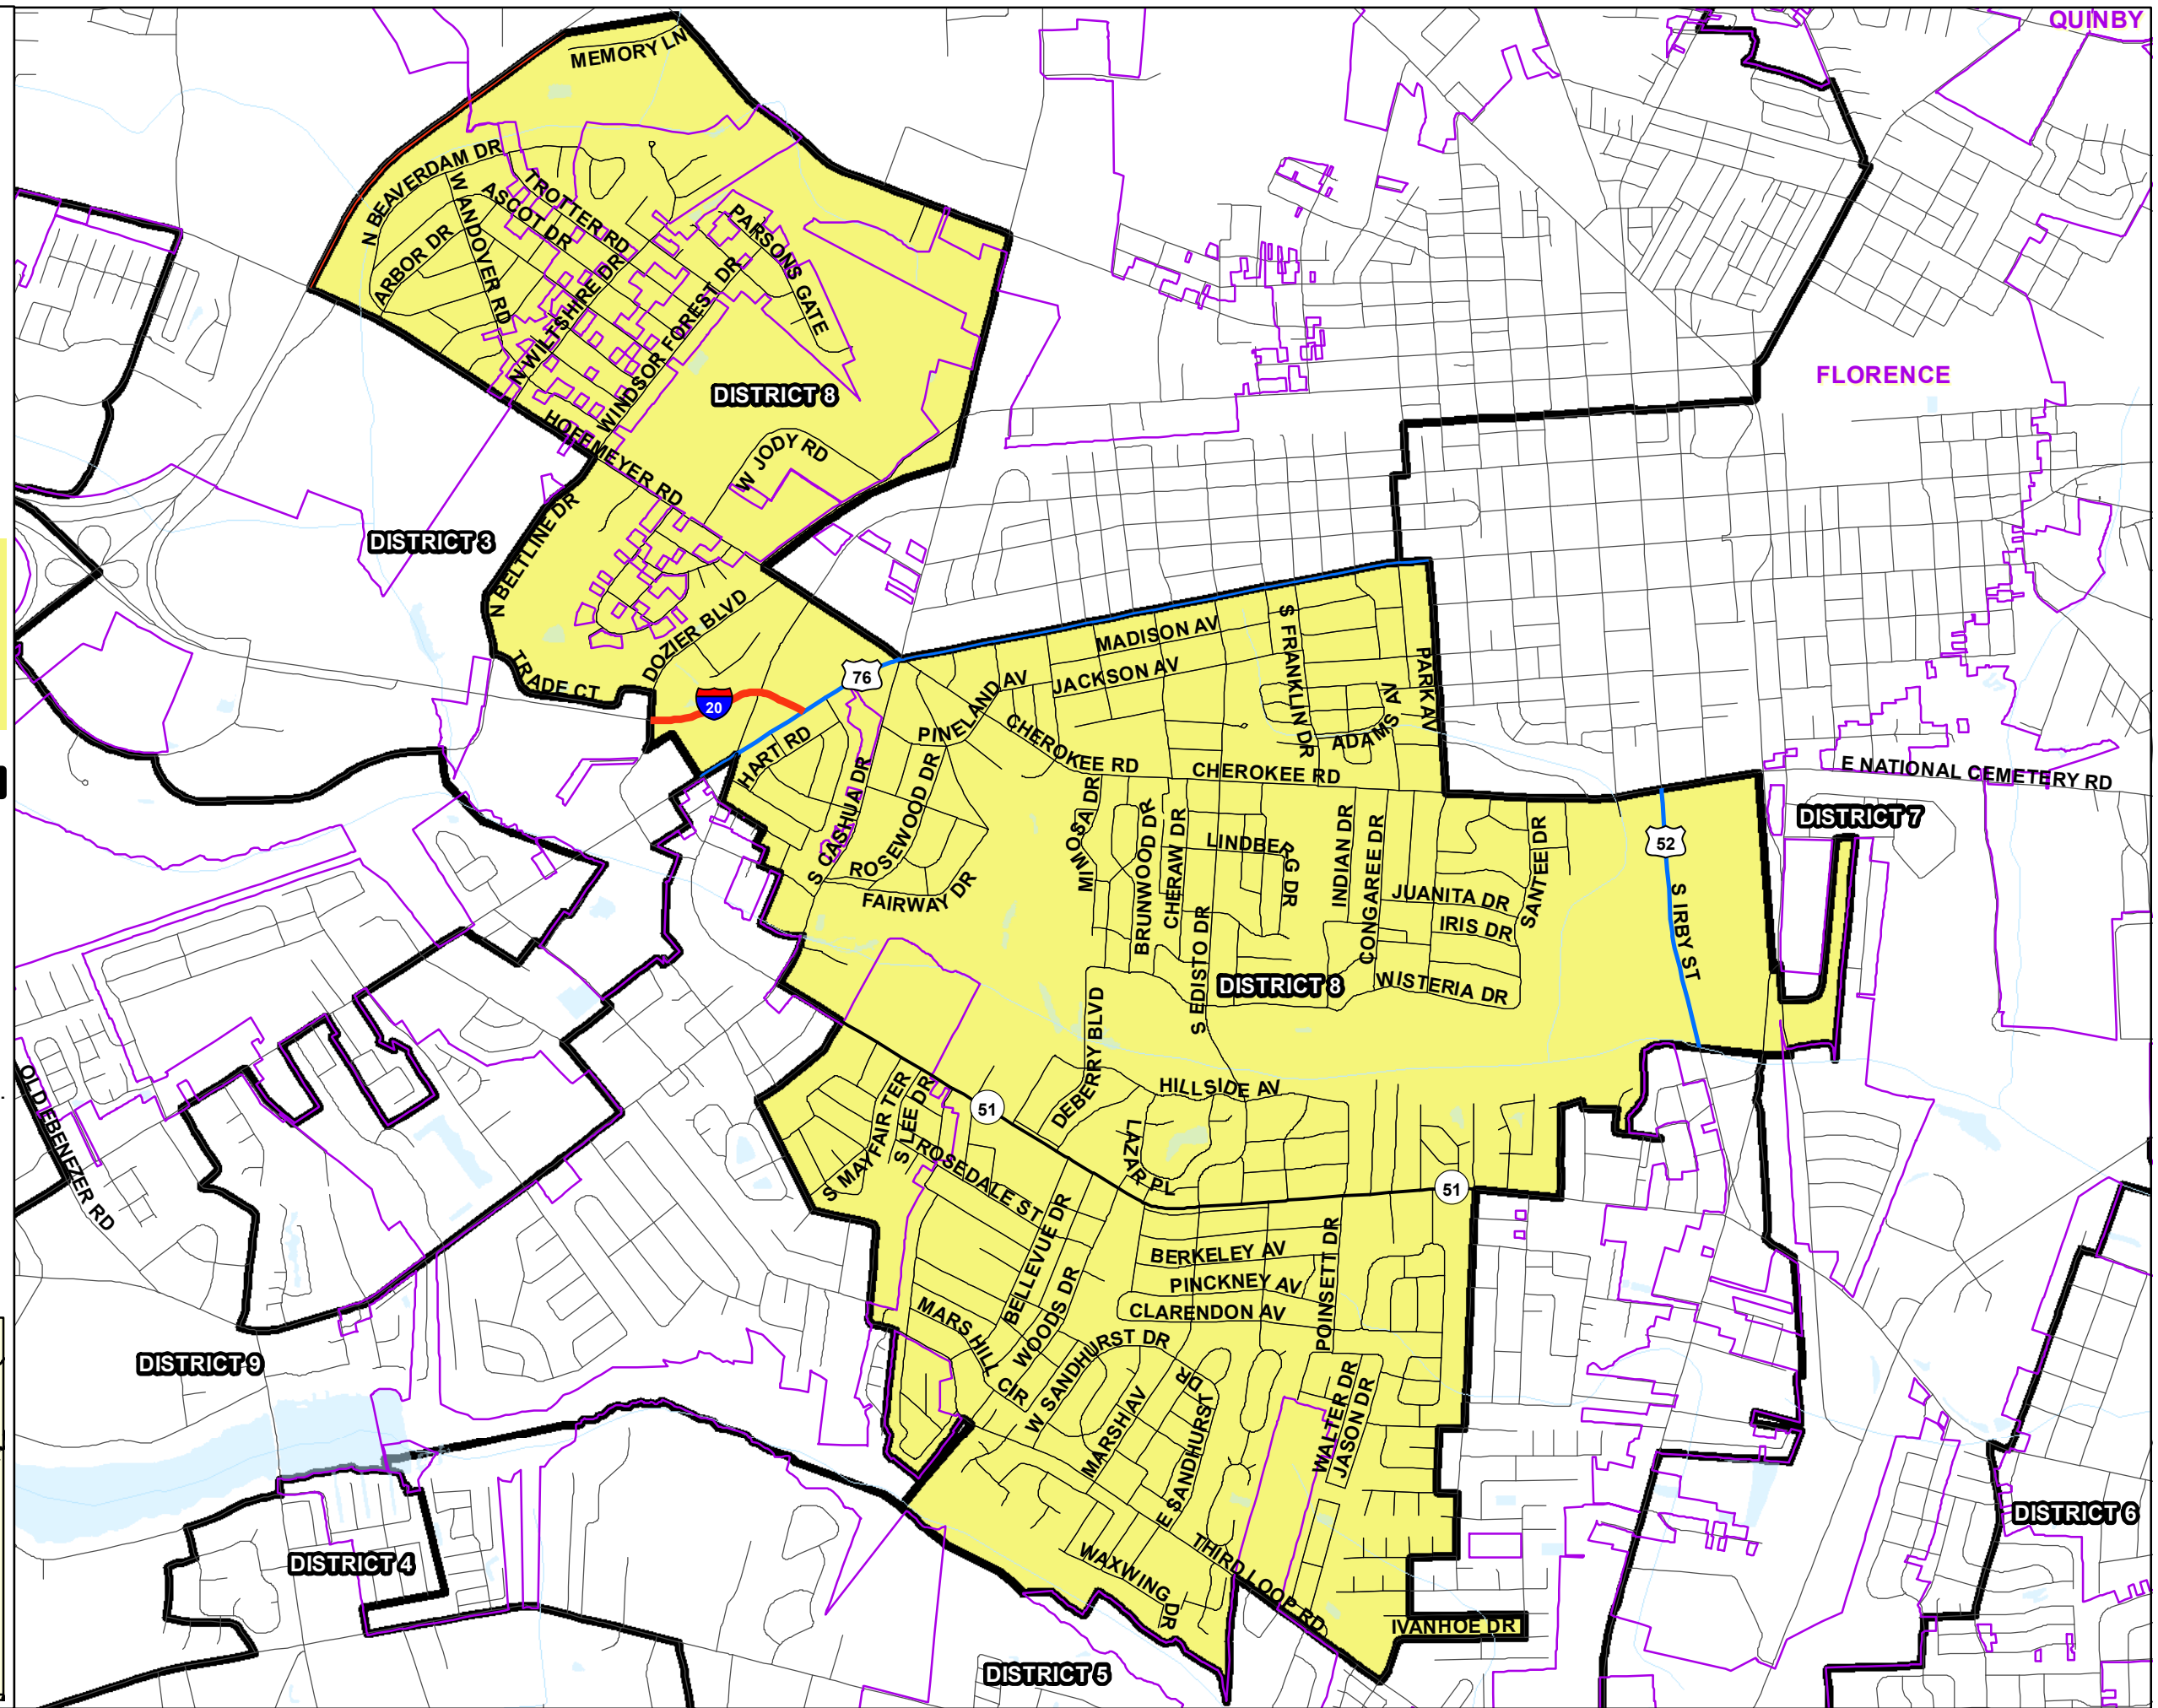 QUINBY
MEMORY LN
N BEAVERDAM DR
W ANDOVER RD
TROTTER RD
ASCOT DR
ARBOR DR
PARSONS GATE
N WILTSHIRE DR
WINDSOR FOREST DR
FLORENCE
DISTRICT 8
HOFFMEYER RD
W JODY RD
DISTRICT 3
N BELTLINE DR
DOZIER BLVD
TRADE CT
20
76
MADISON AV
JACKSON AV
S FRANKLIN DR
PARK AV
PINELAND AV
ADAMS AV
CHEROKEE RD
CHEROKEE RD
HART RD
E NATIONAL CEMETERY RD
S CASHUA DR
ROSEWOOD DR
MIMOSA DR
BRUNWOOD DR
CHERAW DR
LINDBERG DR
INDIAN DR
CONGAREE DR
SANTEE DR
DISTRICT 7
52
S IRBY ST
FAIRWAY DR
JUANITA DR
IRIS DR
S EDISTO DR
DISTRICT 8
WISTERIA DR
DEBERRY BLVD
OLD EBENEZER RD
S MAYFAIR TER
S LEE DR
51
HILLSIDE AV
LAZAR PL
ROSEDALE ST
51
BELLEVUE DR
BERKELEY AV
PINCKNEY AV
CLARENDON AV
POINSETT DR
WOODS DR
MARS HILL CIR
W SANDHURST DR
DISTRICT 9
MARSH AV
E SANDHURST DR
WALTER DR
JASON DR
DISTRICT 6
DISTRICT 4
WAXWING DR
THIRD LOOP RD
IVANHOE DR
DISTRICT 5